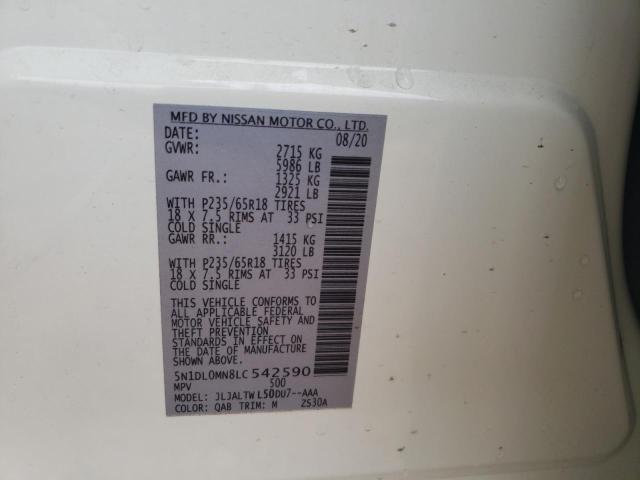 MFD BY NISSAN MOTOR CO., LTD.
DATE: 08/20
GVWR: 2715 KG
5986 LB
GAWR FR.: 1325 KG
2921 LB
WITH P235/65R18 TIRES
18 X 7.5 RIMS AT 33 PSI
COLD SINGLE
GAWR RR.: 1415 KG
3120 LB
WITH P235/65R18 TIRES
18 X 7.5 RIMS AT 33 PSI
COLD SINGLE
THIS VEHICLE CONFORMS TO
ALL APPLICABLE FEDERAL
MOTOR VEHICLE SAFETY AND
THEFT PREVENTION
STANDARDS IN EFFECT ON
THE DATE OF MANUFACTURE
SHOWN ABOVE.
5N1DL0MN8LC 542590
MPV 500
MODEL: JLJALTWL50DU7--AAA
COLOR: QAB TRIM: M ZS30A